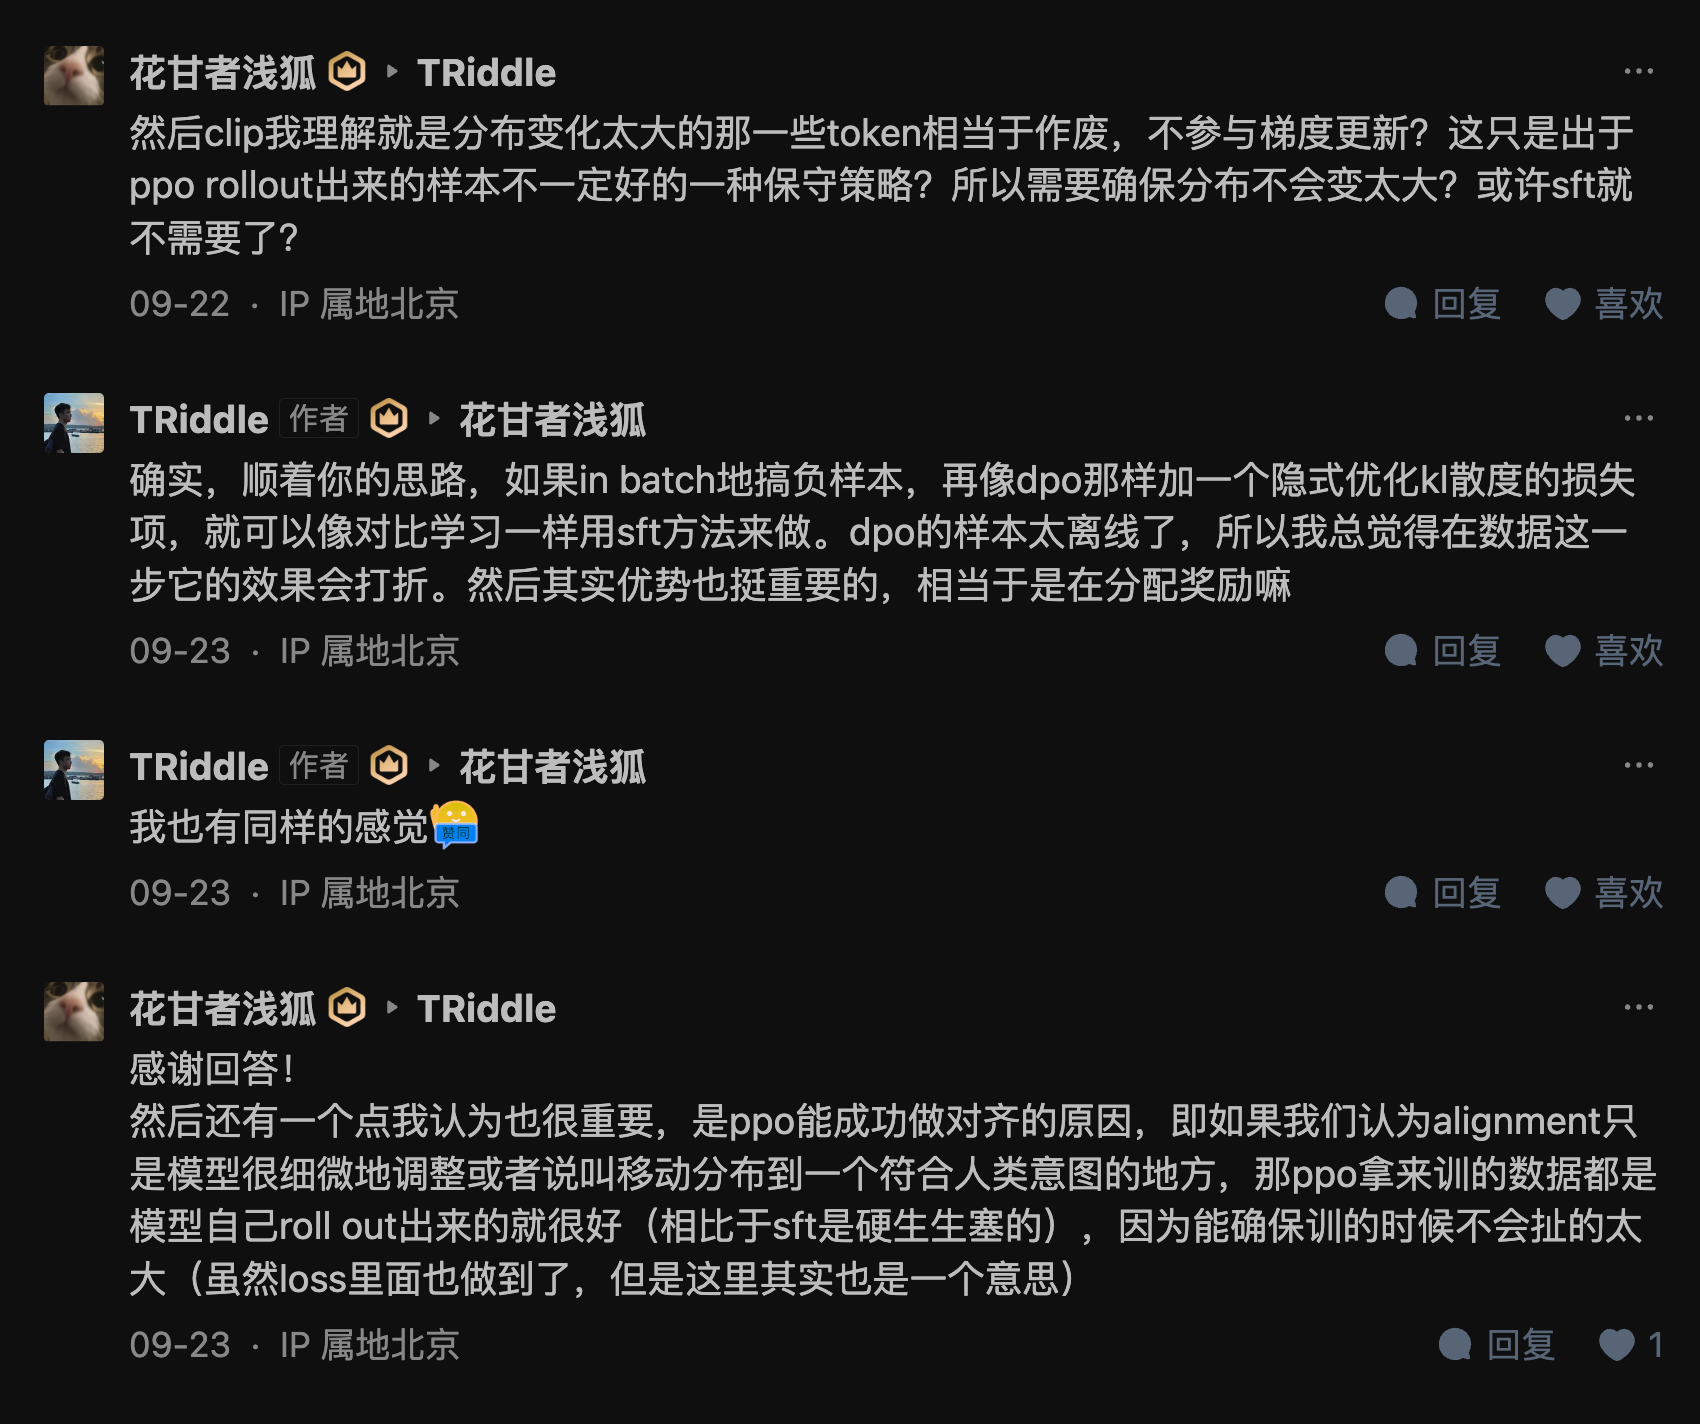 花甘者浅狐 TRiddle
然后clip我理解就是分布变化太大的那一些token相当于作废，不参与梯度更新？这只是出于
ppo rollout出来的样本不一定好的一种保守策略？所以需要确保分布不会变太大？或许sft就
不需要了？
09-22 · IP 属地北京 回复 喜欢
TRiddle 作者 花甘者浅狐
确实，顺着你的思路，如果in batch地搞负样本，再像dpo那样加一个隐式优化kl散度的损失
项，就可以像对比学习一样用sft方法来做。dpo的样本太离线了，所以我总觉得在数据这一
步它的效果会打折。然后其实优势也挺重要的，相当于是在分配奖励嘛
09-23 · IP 属地北京 回复 喜欢
TRiddle 作者 花甘者浅狐
我也有同样的感觉 赞同
09-23 · IP 属地北京 回复 喜欢
花甘者浅狐 TRiddle
感谢回答！
然后还有一个点我认为也很重要，是ppo能成功做对齐的原因，即如果我们认为alignment只
是模型很细微地调整或者说叫移动分布到一个符合人类意图的地方，那ppo拿来训的数据都是
模型自己roll out出来的就很好（相比于sft是硬生生塞的），因为能确保训的时候不会扯的太
大（虽然loss里面也做到了，但是这里其实也是一个意思）
09-23 · IP 属地北京 回复 1